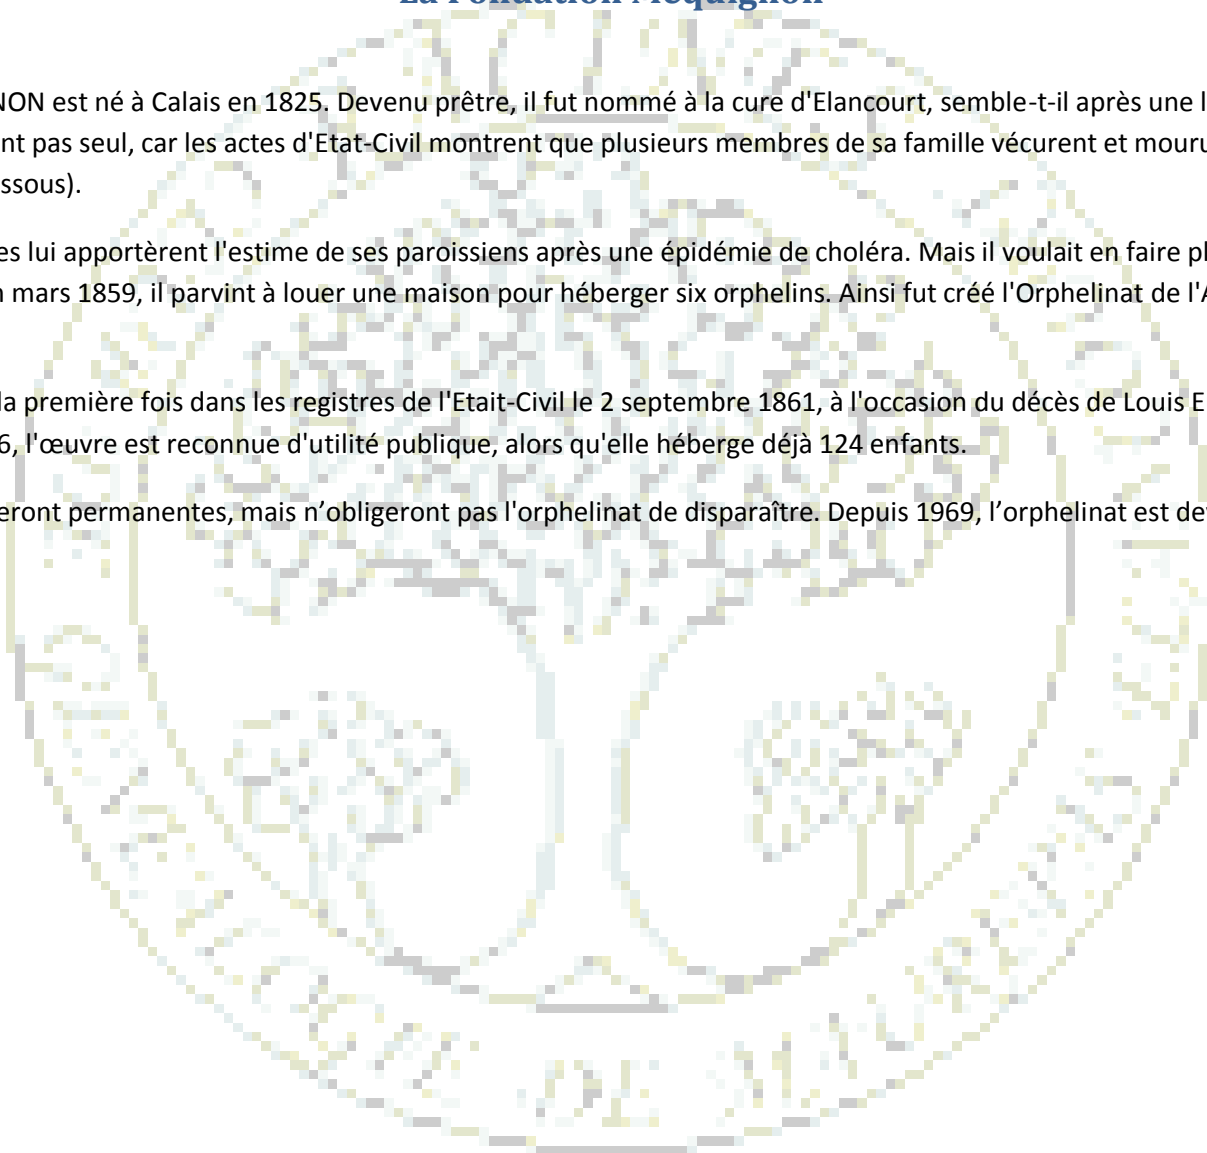 La Fondation Mequignon
NON est né à Calais en 1825. Devenu prêtre, il fut nommé à la cure d'Elancourt, semble-t-il après une l
nt pas seul, car les actes d'Etat-Civil montrent que plusieurs membres de sa famille vécurent et mouru
ssous).
es lui apportèrent l'estime de ses paroissiens après une épidémie de choléra. Mais il voulait en faire pl
n mars 1859, il parvint à louer une maison pour héberger six orphelins. Ainsi fut créé l'Orphelinat de l'A
la première fois dans les registres de l'Etait-Civil le 2 septembre 1861, à l'occasion du décès de Louis E
6, l'œuvre est reconnue d'utilité publique, alors qu'elle héberge déjà 124 enfants.
eront permanentes, mais n’obligeront pas l'orphelinat de disparaître. Depuis 1969, l’orphelinat est de
DE MAUREPAS